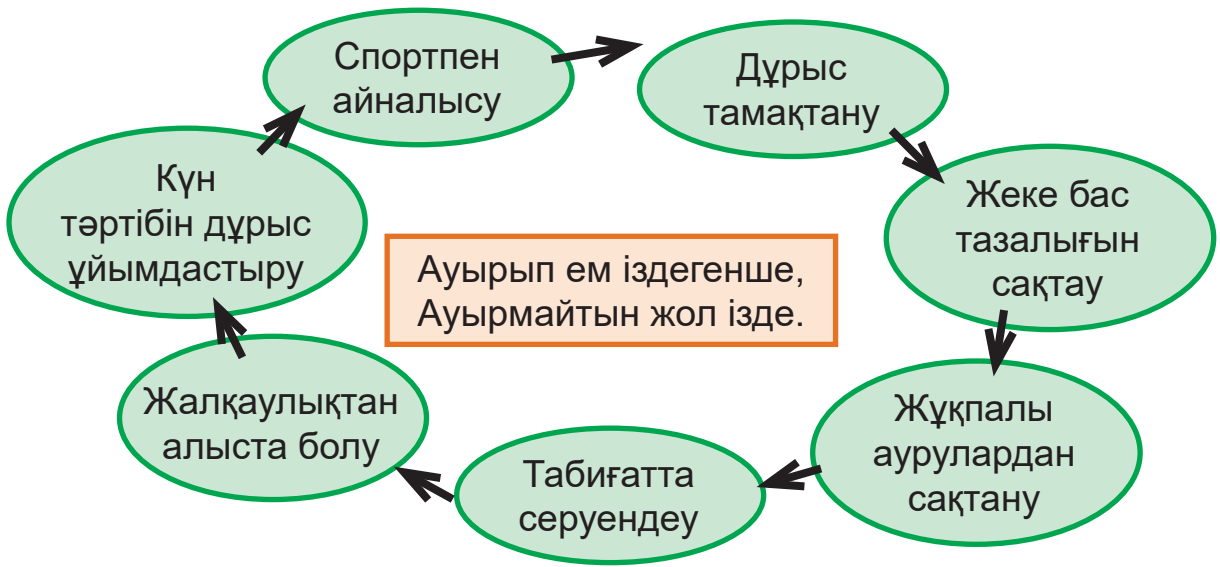 Спортпен
айналысу
Дұрыс
тамақтану
Жеке бас
тазалығын
сақтау
Жұқпалы
аурулардан
сақтану
Табиғатта
серуендеу
Жалқаулықтан
алыста болу
Күн
тәртібін дұрыс
ұйымдастыру
Ауырып ем іздегенше,
Ауырмайтын жол ізде.